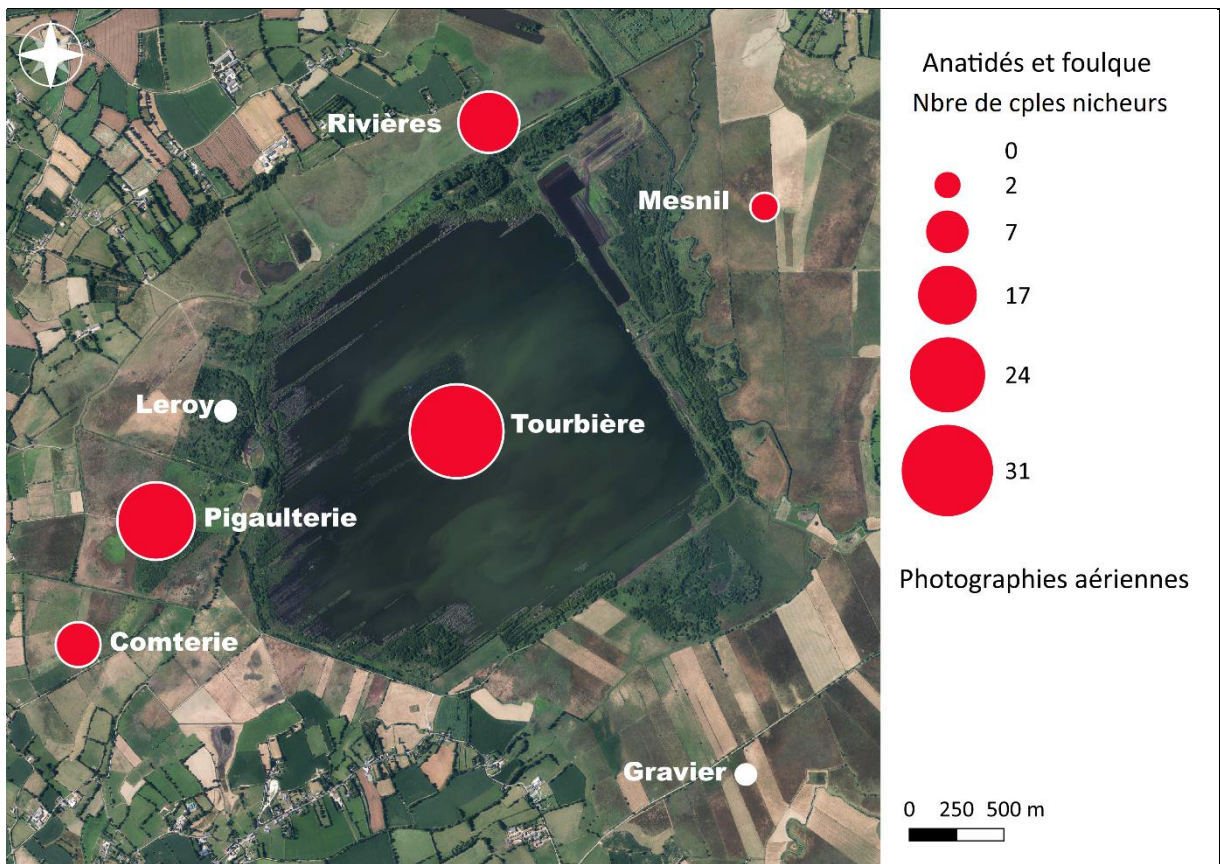 Rivières
Mesnil
Leroy
Tourbière
Pigaulterie
Comterie
Gravier
Anatidés et foulque
Nbre de cples nicheurs
0
2
7
17
24
31
Photographies aériennes
0 250 500 m